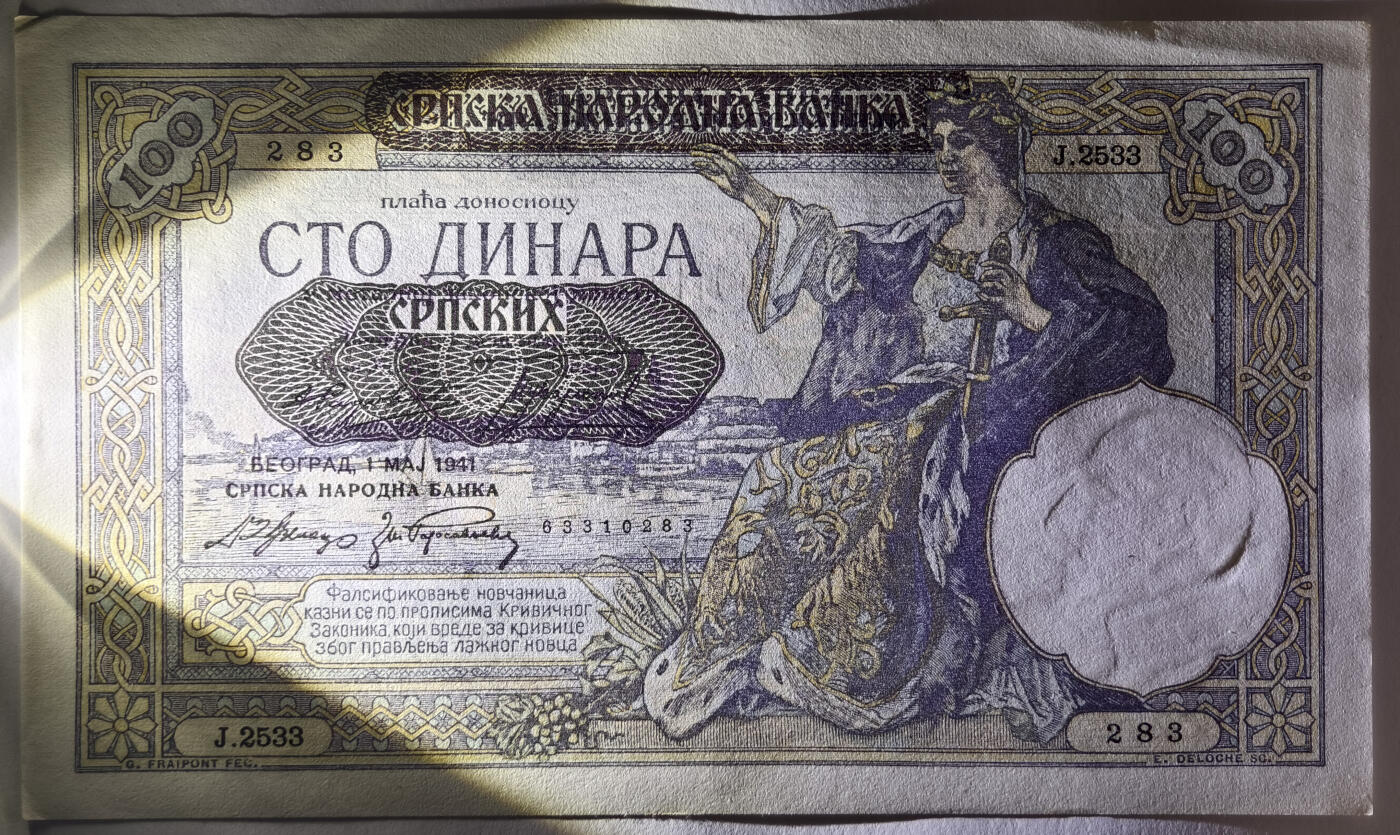 СРПСКА НАРОДНА БАНКА
100
100
283
J.2533
плаћа доносиоцу
СТО ДИНАРА
СРПСКИХ
БЕОГРАД, 1 МАЈ 1941
СРПСКА НАРОДНА БАНКА
63310283
Фалсификовање новчаница
казни се по прописима Кривичног
Законика, који вреде за кривице
због прављења лажног новца
J.2533
283
G. FRAIPONT FEC.
E. DELOCHE SC.